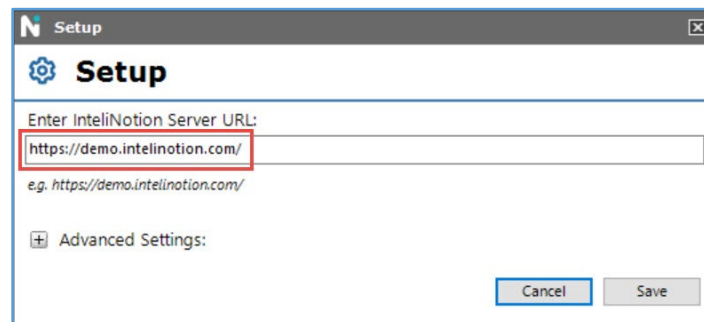 Setup
Setup
Enter InteliNotion Server URL:
https://demo.intelinotion.com/
e.g. https://demo.intelinotion.com/
Advanced Settings:
Cancel Save